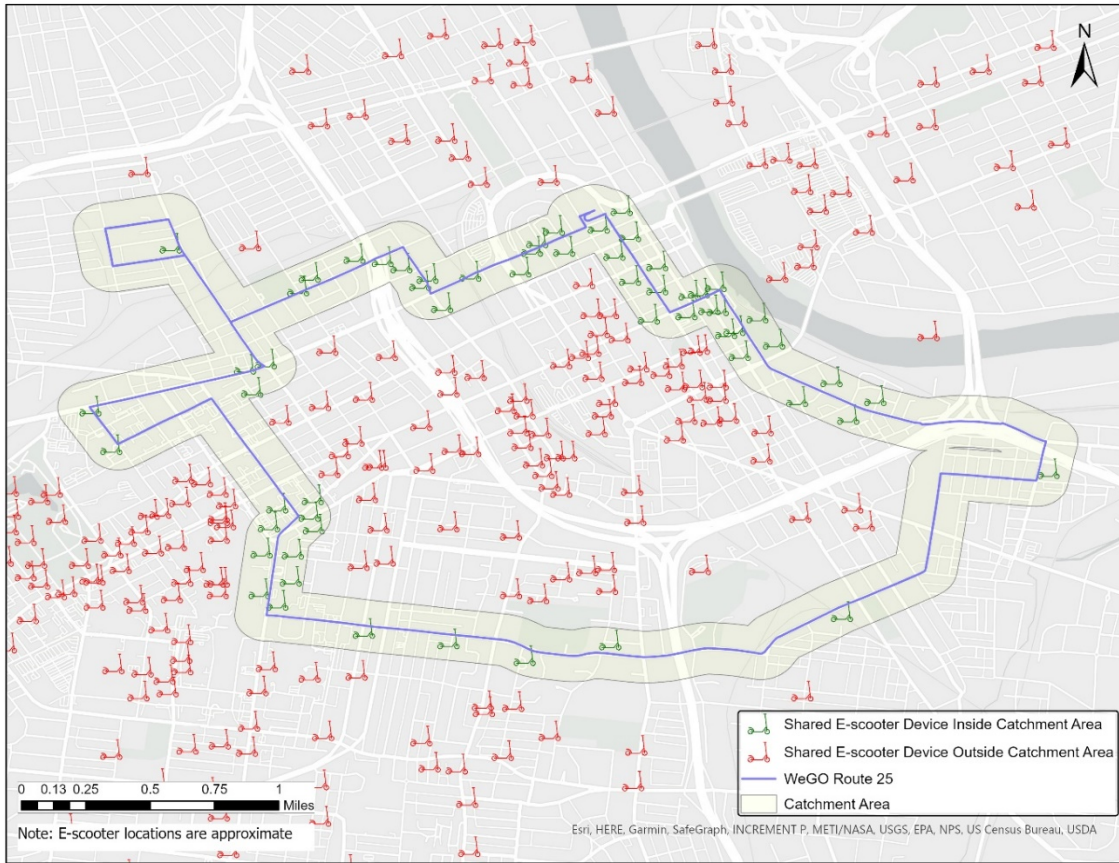 N
Shared E-scooter Device Inside Catchment Area
Shared E-scooter Device Outside Catchment Area
WeGO Route 25
Catchment Area
0 0.13 0.25 0.5 0.75 1
Miles
Note: E-scooter locations are approximate
Esri, HERE, Garmin, SafeGraph, INCREMENT P, METI/NASA, USGS, EPA, NPS, US Census Bureau, USDA